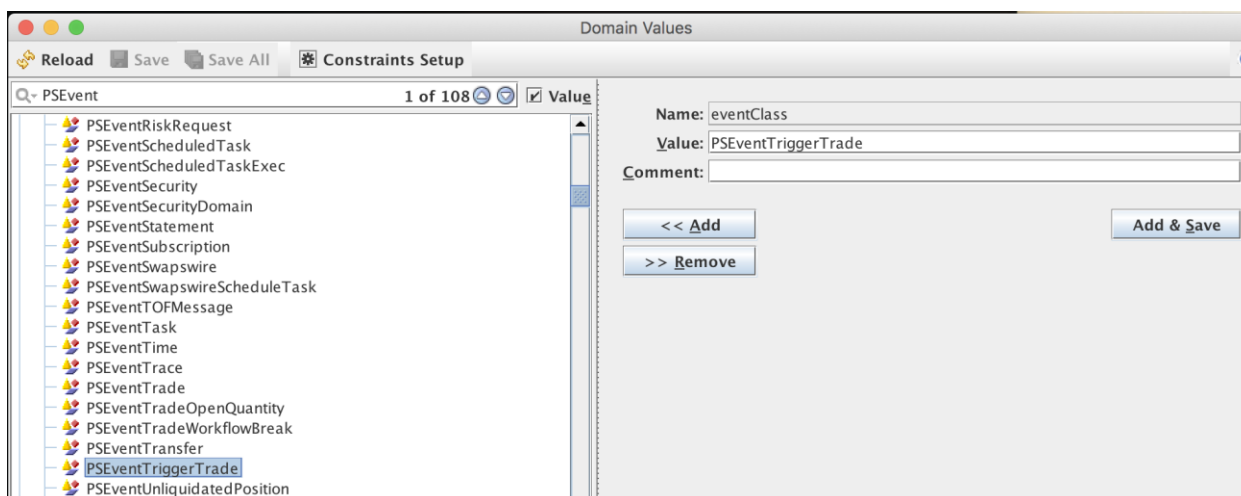 Domain Values
Reload Save Save All Constraints Setup
PSEvent 1 of 108 Value
PSEventRiskRequest
PSEventScheduledTask
PSEventScheduledTaskExec
PSEventSecurity
PSEventSecurityDomain
PSEventStatement
PSEventSubscription
PSEventSwapswire
PSEventSwapswireScheduleTask
PSEventTOFMessage
PSEventTask
PSEventTime
PSEventTrace
PSEventTrade
PSEventTradeOpenQuantity
PSEventTradeWorkflowBreak
PSEventTransfer
PSEventTriggerTrade
PSEventUnliquidatedPosition
Name: eventClass
Value: PSEventTriggerTrade
Comment:
<< Add Add & Save
>> Remove